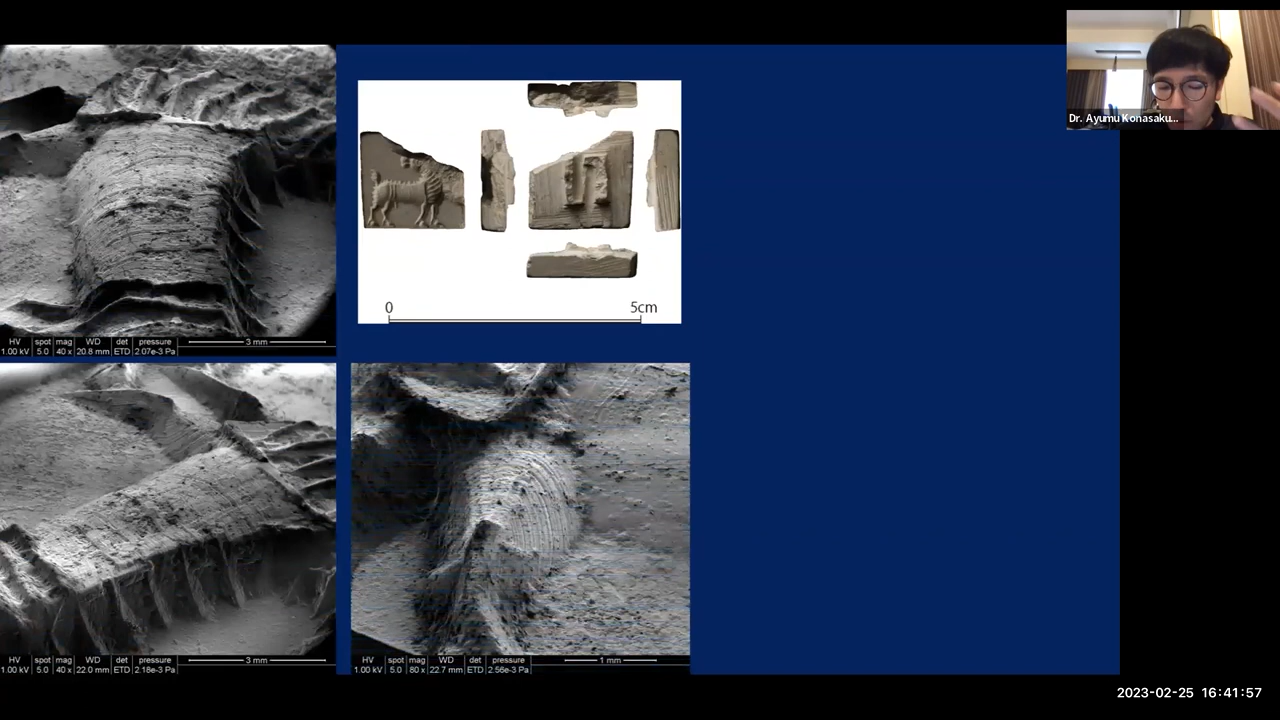 Dr. Ayumu Konasaku...
0 5cm
HV spot mag WD det pressure 3 mm
1.00 kV 5.0 40 x 20.8 mm ETD 2.07e-3 Pa
HV spot mag WD det pressure 3 mm
1.00 kV 5.0 40 x 22.0 mm ETD 2.18e-3 Pa
HV spot mag WD det pressure 1 mm
1.00 kV 5.0 80 x 22.7 mm ETD 2.56e-3 Pa
2023-02-25 16:41:57